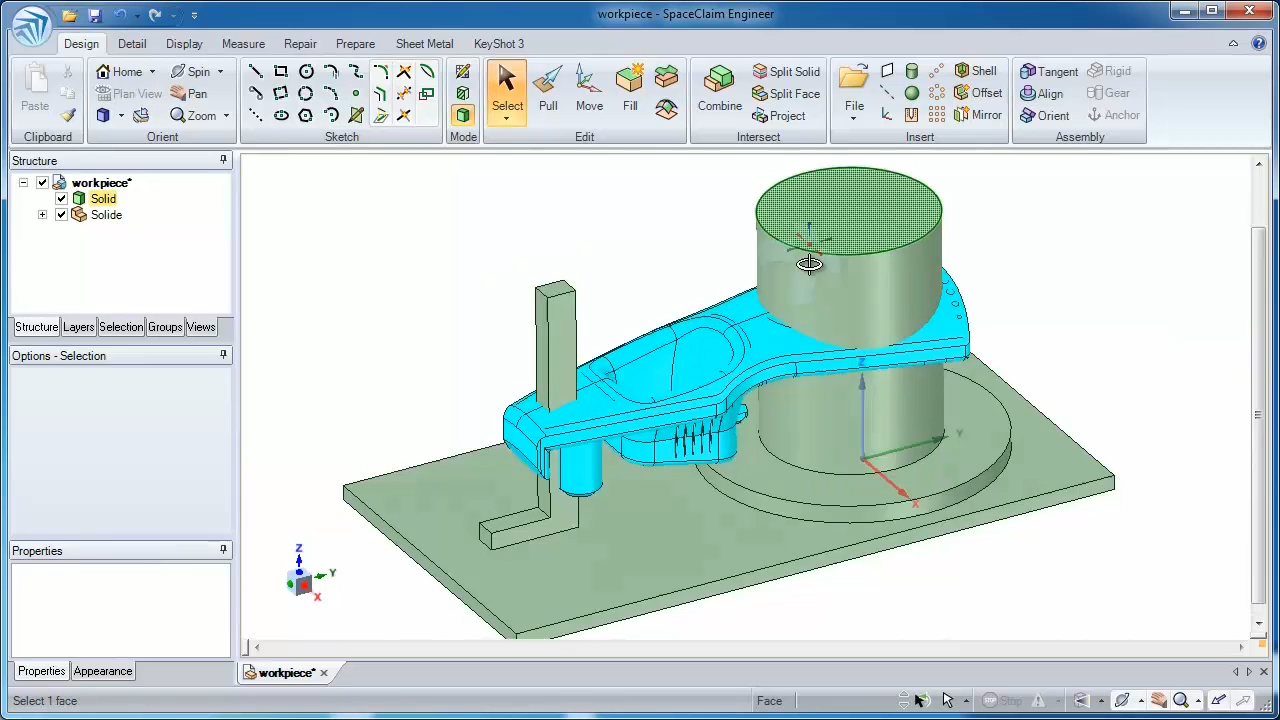 workpiece - SpaceClaim Engineer
Design Detail Display Measure Repair Prepare Sheet Metal KeyShot 3
Paste
Clipboard
Home Spin
Plan View Pan
Zoom
Orient
Sketch
Mode
Select Pull Move Fill
Edit
Combine
Split Solid
Split Face
Project
Intersect
File
Shell
Offset
Mirror
Insert
Tangent Rigid
Align Gear
Orient Anchor
Assembly
Structure
workpiece*
Solid
Solide
Structure Layers Selection Groups Views
Options - Selection
Properties
Properties Appearance
Z
Y
X
Z
Y
X
workpiece*
Select 1 face
Face
Stop